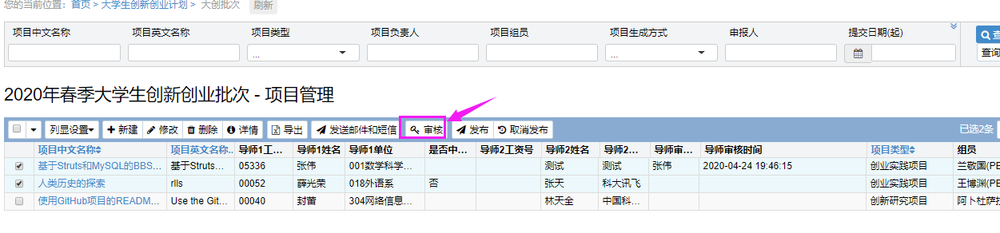 您的当前位置: 首页 > 大学生创新创业计划 > 大创批次 刷新
项目中文名称 项目英文名称 项目类型 项目负责人 项目组员 项目生成方式 申报人 提交日期(起)
... ... 查询
2020年春季大学生创新创业批次 - 项目管理
列显设置 新建 修改 删除 详情 导出 发送邮件和短信 审核 发布 取消发布 已选2条
项目中文名称 项目英文名称.. 导师1工... 导师1姓名 导师1单位 是否中... 导师2工资号 导师2姓名 导师2... 导师审... 导师审核时间 项目类型 组员
基于Struts和MySQL的BBS... 基于Struts... 05336 张伟 001数学科学... 测试 测试 张伟 2020-04-24 19:46:15 创业实践项目 兰敬国(PE
人类历史的探索 rlls 00052 薛光荣 018外语系 否 张天 科大讯飞 创业实践项目 王博渊(PE
使用GitHub项目的READM... Use the Git... 00040 封蕾 304网络信息... 林天全 中国科... 创新研究项目 阿卜杜萨拉